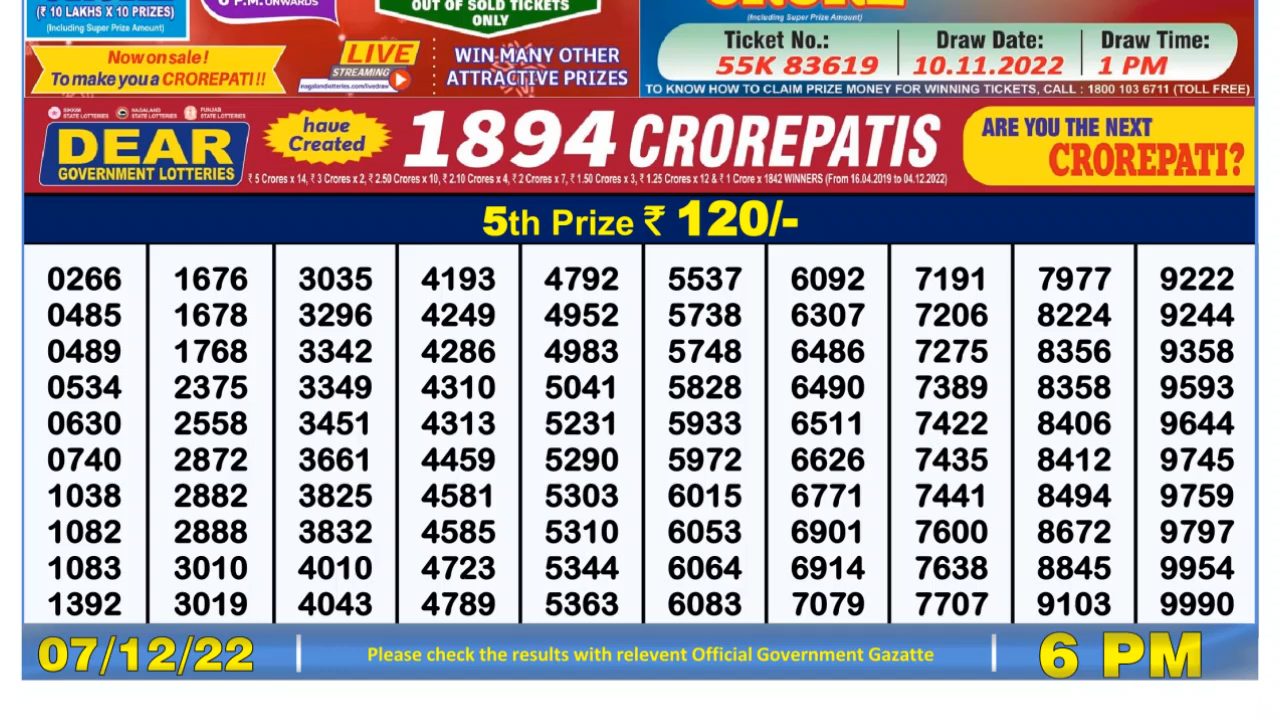 (₹ 10 LAKHS X 10 PRIZES)
(Including Super Prize Amount)
6 P.M. ONWARDS
OUT OF SOLD TICKETS
ONLY
Now on sale!
To make you a CROREPATI!!
LIVE
STREAMING
nagalandlotteries.com/livedraw
WIN MANY OTHER
ATTRACTIVE PRIZES
(Including Super Prize Amount)
Ticket No.: Draw Date: Draw Time:
55K 83619 10.11.2022 1 PM
TO KNOW HOW TO CLAIM PRIZE MONEY FOR WINNING TICKETS, CALL : 1800 103 6711 (TOLL FREE)
SIKKIM STATE LOTTERIES NAGALAND STATE LOTTERIES PUNJAB STATE LOTTERIES
DEAR
GOVERNMENT LOTTERIES
have
Created
1894 CROREPATIS
₹ 5 Crores x 14, ₹ 3 Crores x 2, ₹ 2.50 Crores x 10, ₹ 2.10 Crores x 4, ₹ 2 Crores x 7, ₹ 1.50 Crores x 3, ₹ 1.25 Crores x 12 & ₹ 1 Crore x 1842 WINNERS (From 16.04.2019 to 04.12.2022)
ARE YOU THE NEXT
CROREPATI?
5th Prize ₹ 120/-
0266 1676 3035 4193 4792 5537 6092 7191 7977 9222
0485 1678 3296 4249 4952 5738 6307 7206 8224 9244
0489 1768 3342 4286 4983 5748 6486 7275 8356 9358
0534 2375 3349 4310 5041 5828 6490 7389 8358 9593
0630 2558 3451 4313 5231 5933 6511 7422 8406 9644
0740 2872 3661 4459 5290 5972 6626 7435 8412 9745
1038 2882 3825 4581 5303 6015 6771 7441 8494 9759
1082 2888 3832 4585 5310 6053 6901 7600 8672 9797
1083 3010 4010 4723 5344 6064 6914 7638 8845 9954
1392 3019 4043 4789 5363 6083 7079 7707 9103 9990
07/12/22 Please check the results with relevent Official Government Gazatte 6 PM